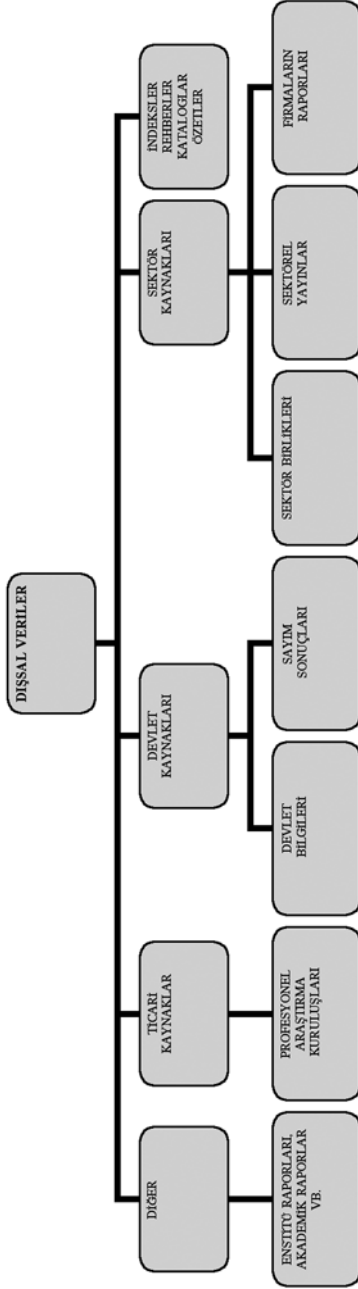 DIŞSAL VERİLER
DİĞER
TİCARİ
KAYNAKLAR
DEVLET
KAYNAKLARI
SEKTÖR
KAYNAKLARI
İNDEKSLER
REHBERLER
KATALOGLAR
ÖZETLER
ENSTİTÜ RAPORLARI,
AKADEMİK RAPORLAR
VB.
PROFESYONEL
ARAŞTIRMA
KURULUŞLARI
DEVLET
BİLGİLERİ
SAYIM
SONUÇLARI
SEKTÖR BİRLİKLERİ
SEKTÖREL
YAYINLAR
FIRMALARIN
RAPORLARI